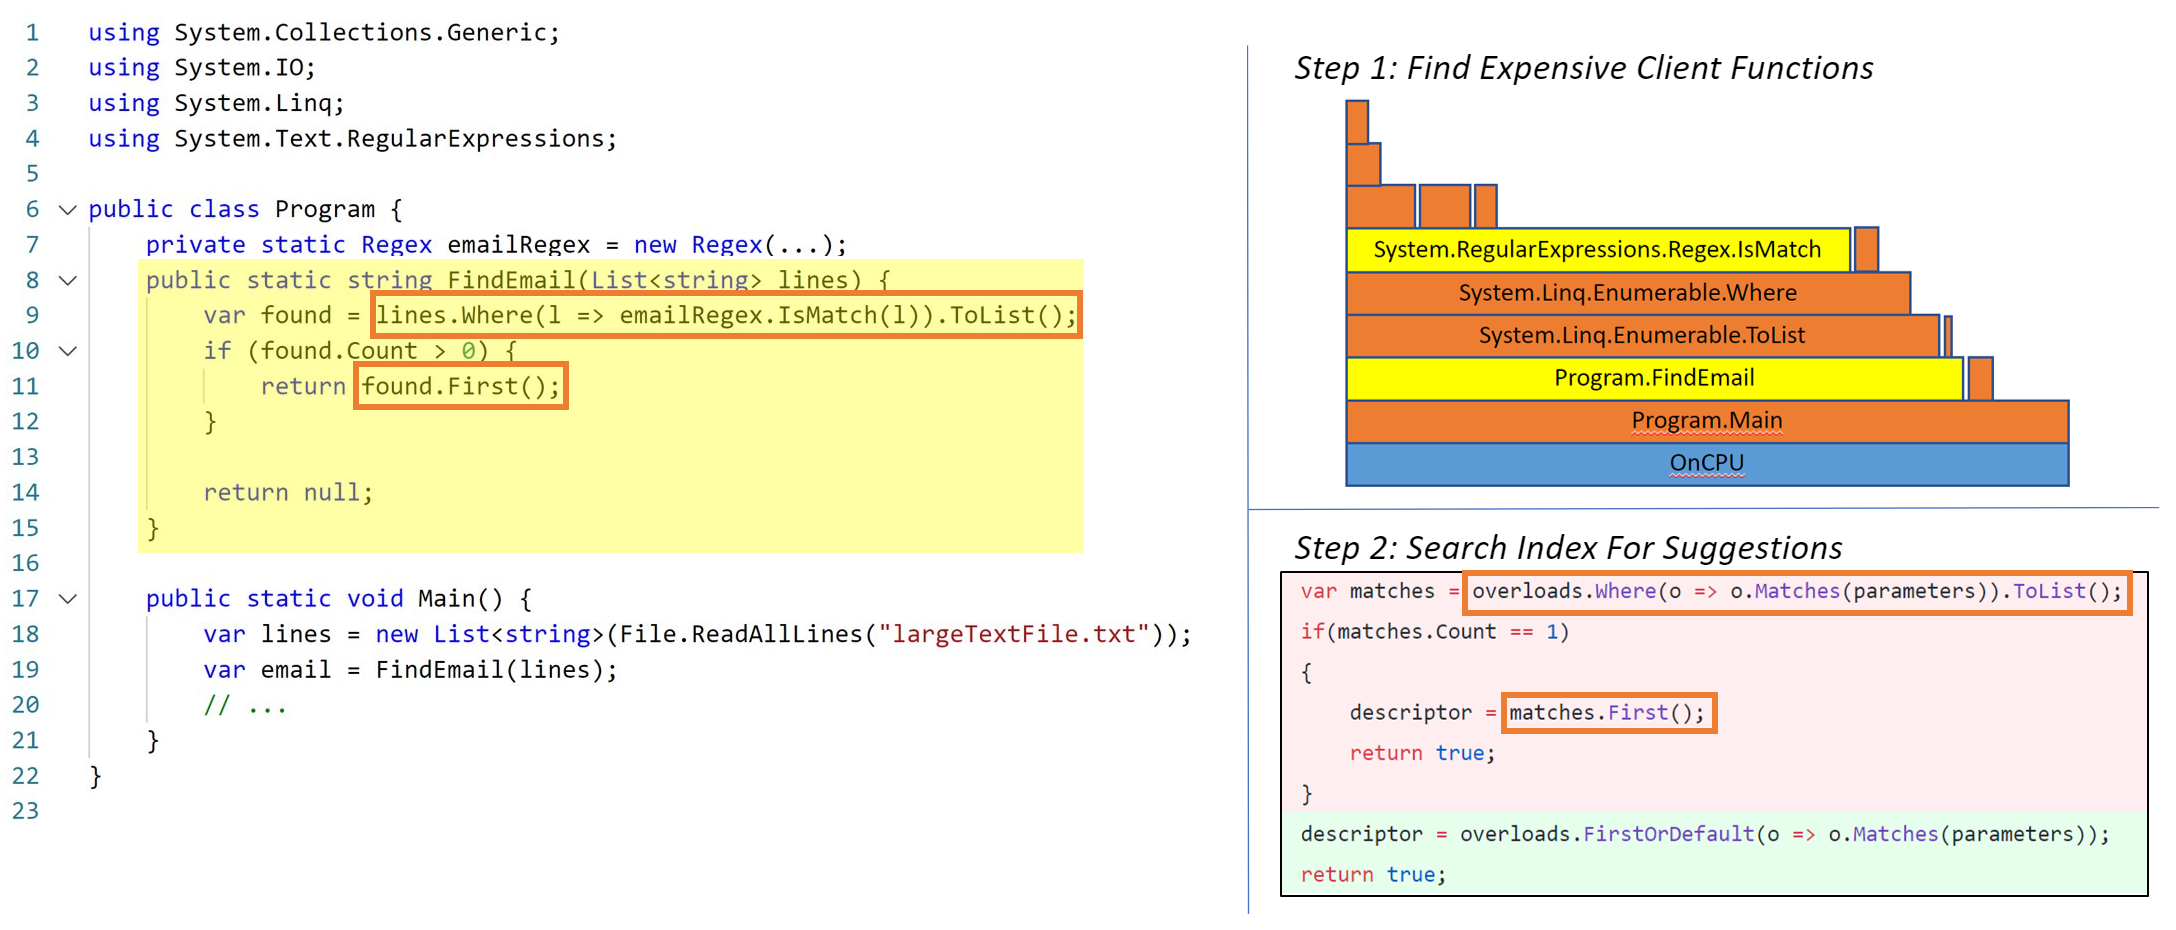 1 using System.Collections.Generic;
2 using System.IO;
3 using System.Linq;
4 using System.Text.RegularExpressions;
5
6 public class Program {
7 private static Regex emailRegex = new Regex(...);
8 public static string FindEmail(List<string> lines) {
9 var found = lines.Where(l => emailRegex.IsMatch(l)).ToList();
10 if (found.Count > 0) {
11 return found.First();
12 }
13
14 return null;
15 }
16
17 public static void Main() {
18 var lines = new List<string>(File.ReadAllLines("largeTextFile.txt"));
19 var email = FindEmail(lines);
20 // ...
21 }
22 }
23
Step 1: Find Expensive Client Functions
System.RegularExpressions.Regex.IsMatch
System.Linq.Enumerable.Where
System.Linq.Enumerable.ToList
Program.FindEmail
Program.Main
OnCPU
Step 2: Search Index For Suggestions
var matches = overloads.Where(o => o.Matches(parameters)).ToList();
if(matches.Count == 1)
{
descriptor = matches.First();
return true;
}
descriptor = overloads.FirstOrDefault(o => o.Matches(parameters));
return true;